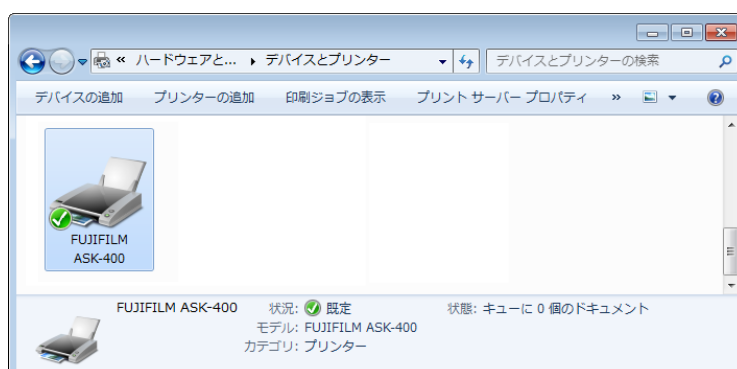 « ハードウェアと... ▸ デバイスとプリンター デバイスとプリンターの検索
デバイスの追加 プリンターの追加 印刷ジョブの表示 プリント サーバー プロパティ »
FUJIFILM
ASK-400
FUJIFILM ASK-400 状況: 既定 状態: キューに 0 個のドキュメント
モデル: FUJIFILM ASK-400
カテゴリ: プリンター